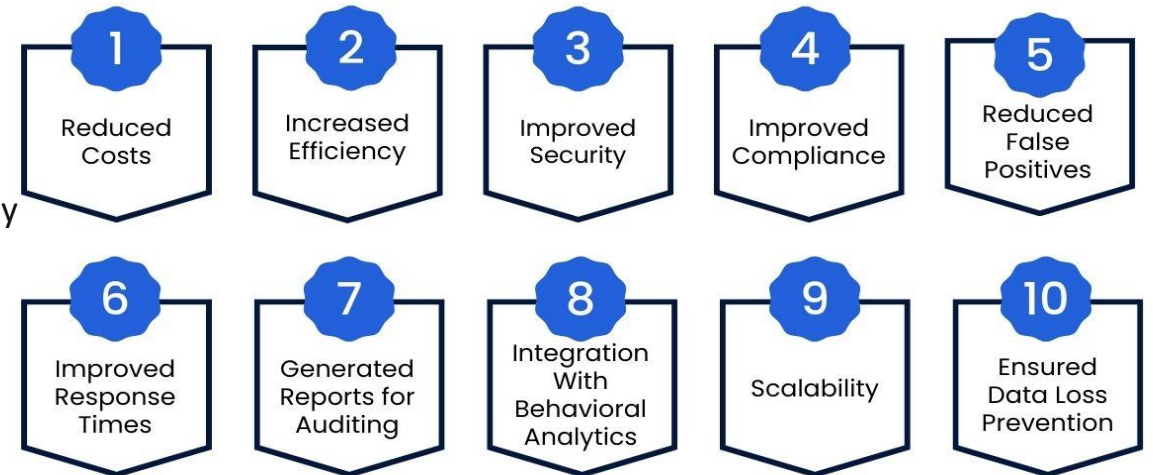 1
Reduced
Costs
2
Increased
Efficiency
3
Improved
Security
4
Improved
Compliance
5
Reduced
False
Positives
y
6
Improved
Response
Times
7
Generated
Reports for
Auditing
8
Integration
With
Behavioral
Analytics
9
Scalability
10
Ensured
Data Loss
Prevention